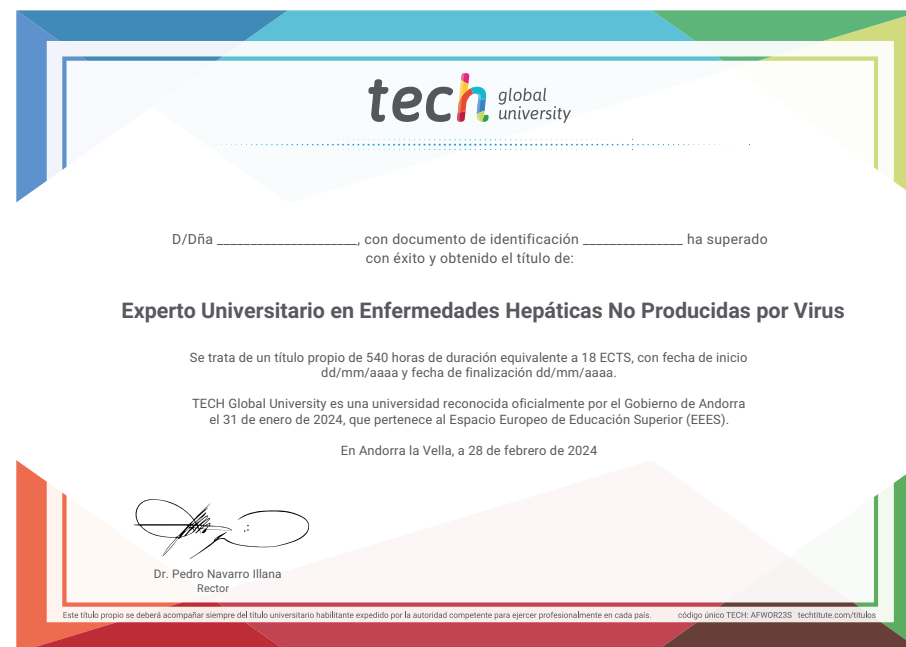 tech global university
D/Dña _____________________, con documento de identificación _______________ ha superado
con éxito y obtenido el título de:
Experto Universitario en Enfermedades Hepáticas No Producidas por Virus
Se trata de un título propio de 540 horas de duración equivalente a 18 ECTS, con fecha de inicio
dd/mm/aaaa y fecha de finalización dd/mm/aaaa.
TECH Global University es una universidad reconocida oficialmente por el Gobierno de Andorra
el 31 de enero de 2024, que pertenece al Espacio Europeo de Educación Superior (EEES).
En Andorra la Vella, a 28 de febrero de 2024
Dr. Pedro Navarro Illana
Rector
Este título propio se deberá acompañar siempre del título universitario habilitante expedido por la autoridad competente para ejercer profesionalmente en cada país. código único TECH: AFWOR23S techtitute.com/titulos